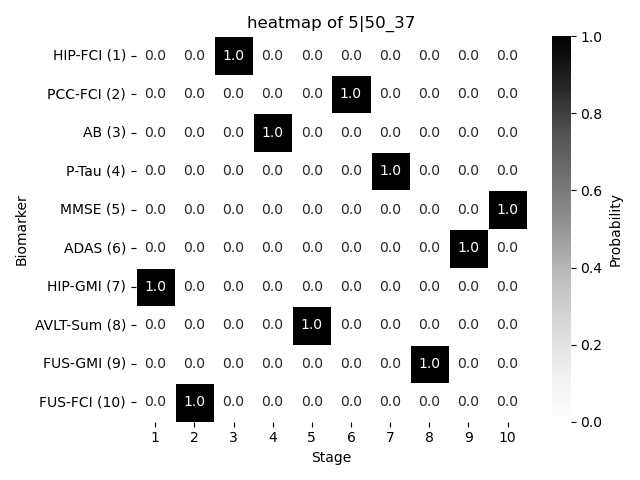 heatmap of 5|50_37
HIP-FCI (1) 0.0 0.0 1.0 0.0 0.0 0.0 0.0 0.0 0.0 0.0
PCC-FCI (2) 0.0 0.0 0.0 0.0 0.0 1.0 0.0 0.0 0.0 0.0
AB (3) 0.0 0.0 0.0 1.0 0.0 0.0 0.0 0.0 0.0 0.0
P-Tau (4) 0.0 0.0 0.0 0.0 0.0 0.0 1.0 0.0 0.0 0.0
MMSE (5) 0.0 0.0 0.0 0.0 0.0 0.0 0.0 0.0 0.0 1.0
ADAS (6) 0.0 0.0 0.0 0.0 0.0 0.0 0.0 0.0 1.0 0.0
HIP-GMI (7) 1.0 0.0 0.0 0.0 0.0 0.0 0.0 0.0 0.0 0.0
AVLT-Sum (8) 0.0 0.0 0.0 0.0 1.0 0.0 0.0 0.0 0.0 0.0
FUS-GMI (9) 0.0 0.0 0.0 0.0 0.0 0.0 0.0 1.0 0.0 0.0
FUS-FCI (10) 0.0 1.0 0.0 0.0 0.0 0.0 0.0 0.0 0.0 0.0
1 2 3 4 5 6 7 8 9 10
Stage
Biomarker
1.0
0.8
0.6
0.4
0.2
0.0
Probability